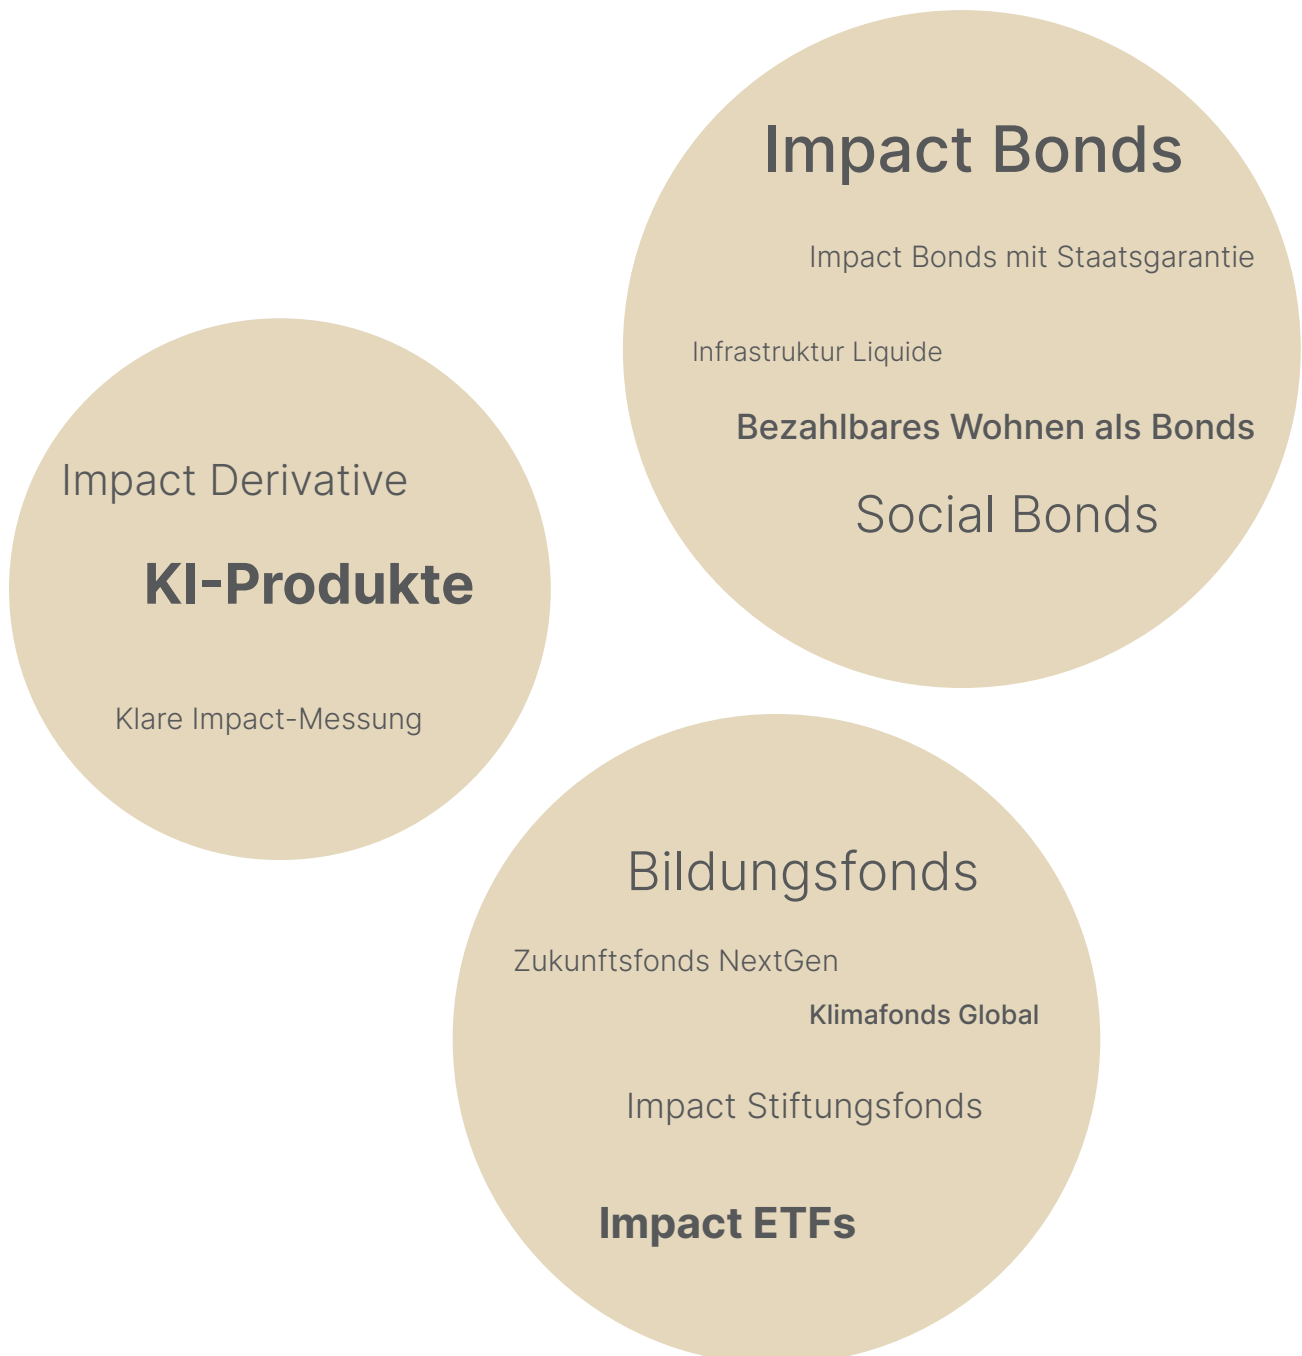 Impact Bonds
Impact Bonds mit Staatsgarantie
Infrastruktur Liquide
Bezahlbares Wohnen als Bonds
Social Bonds
Impact Derivative
KI-Produkte
Klare Impact-Messung
Bildungsfonds
Zukunftsfonds NextGen
Klimafonds Global
Impact Stiftungsfonds
Impact ETFs